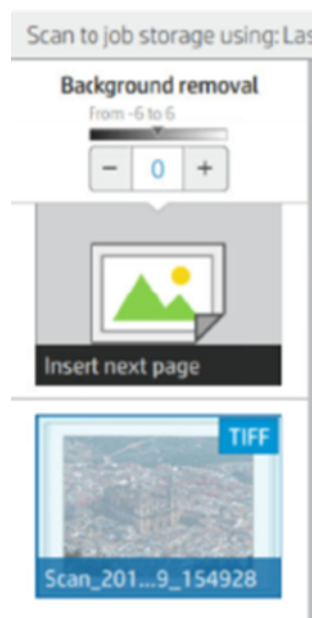 Scan to job storage using: Las
Background removal
From -6 to 6
− 0 +
Insert next page
TIFF
Scan_201...9_154928